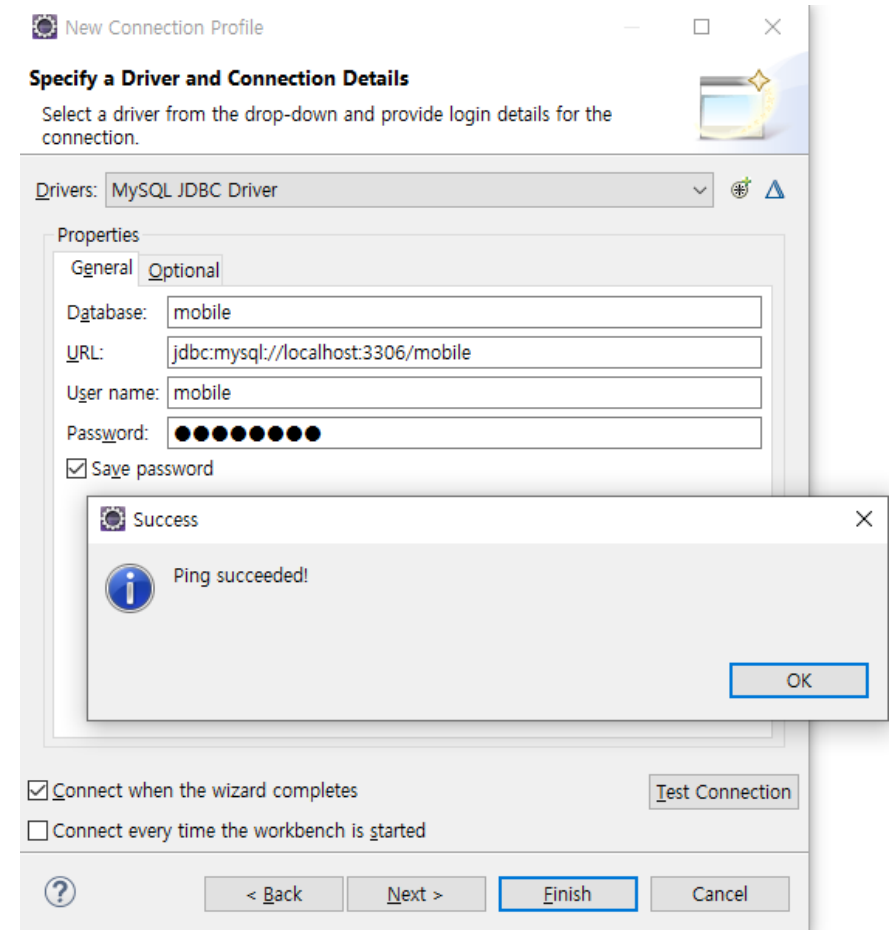 New Connection Profile
Specify a Driver and Connection Details
Select a driver from the drop-down and provide login details for the
connection.
Drivers: MySQL JDBC Driver
Properties
General Optional
Database: mobile
URL: jdbc:mysql://localhost:3306/mobile
User name: mobile
Password: ●●●●●●●●
Save password
Success
Ping succeeded!
OK
Connect when the wizard completes
Test Connection
Connect every time the workbench is started
< Back Next > Finish Cancel